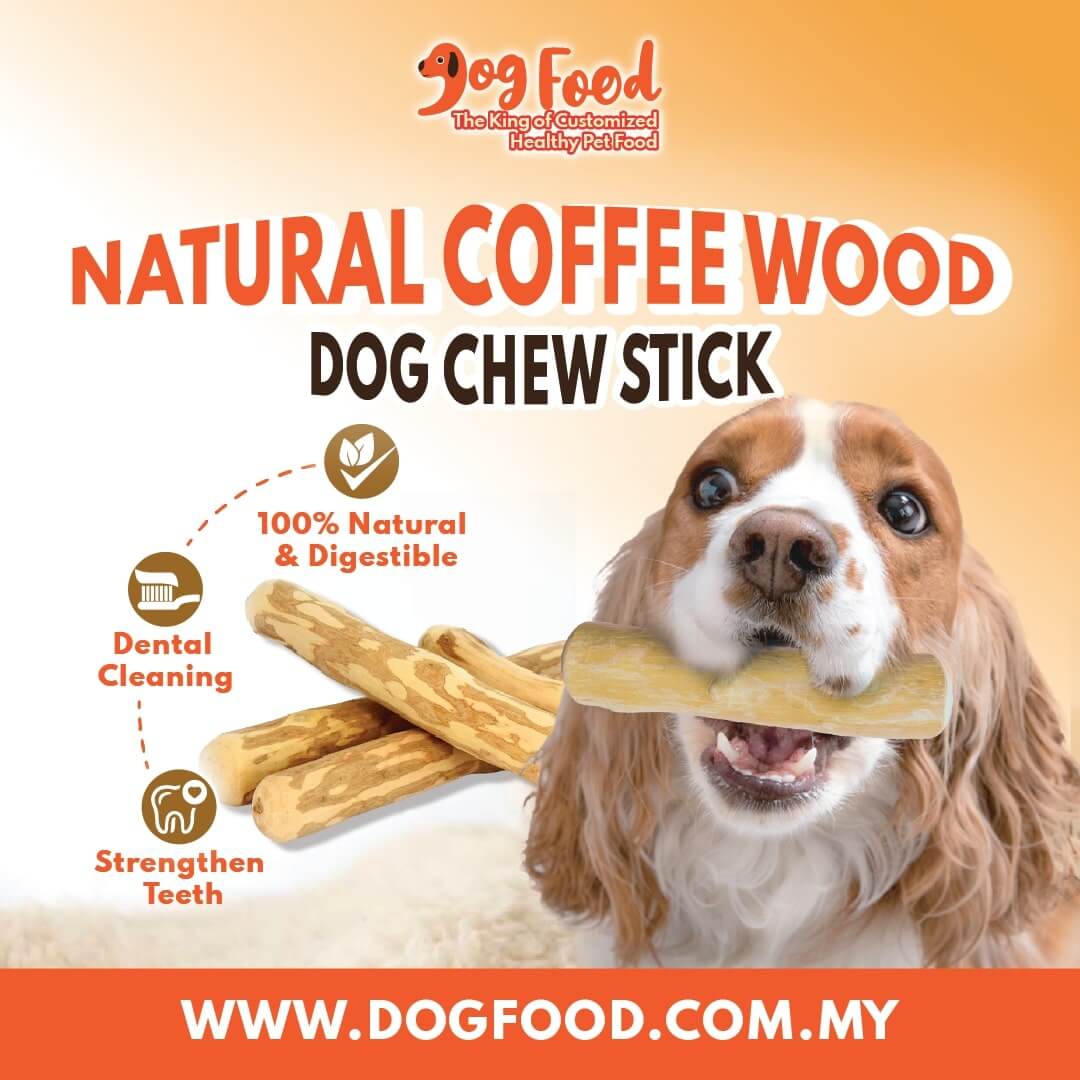 Dog Food
The King of Customized
Healthy Pet Food
NATURAL COFFEE WOOD
DOG CHEW STICK
100% Natural
& Digestible
Dental
Cleaning
Strengthen
Teeth
WWW.DOGFOOD.COM.MY